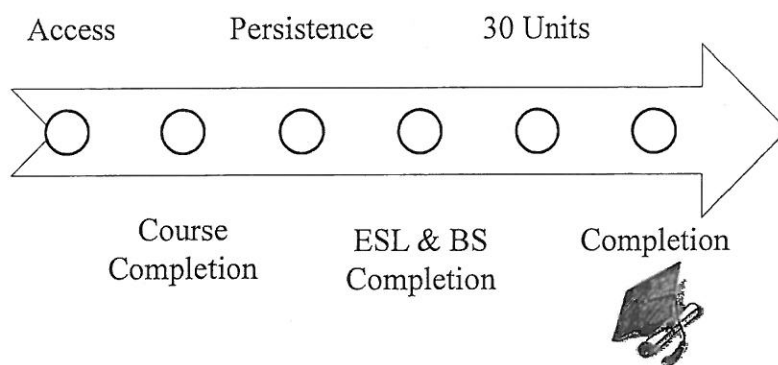 Access
Persistence
30 Units
Course
Completion
ESL & BS
Completion
Completion